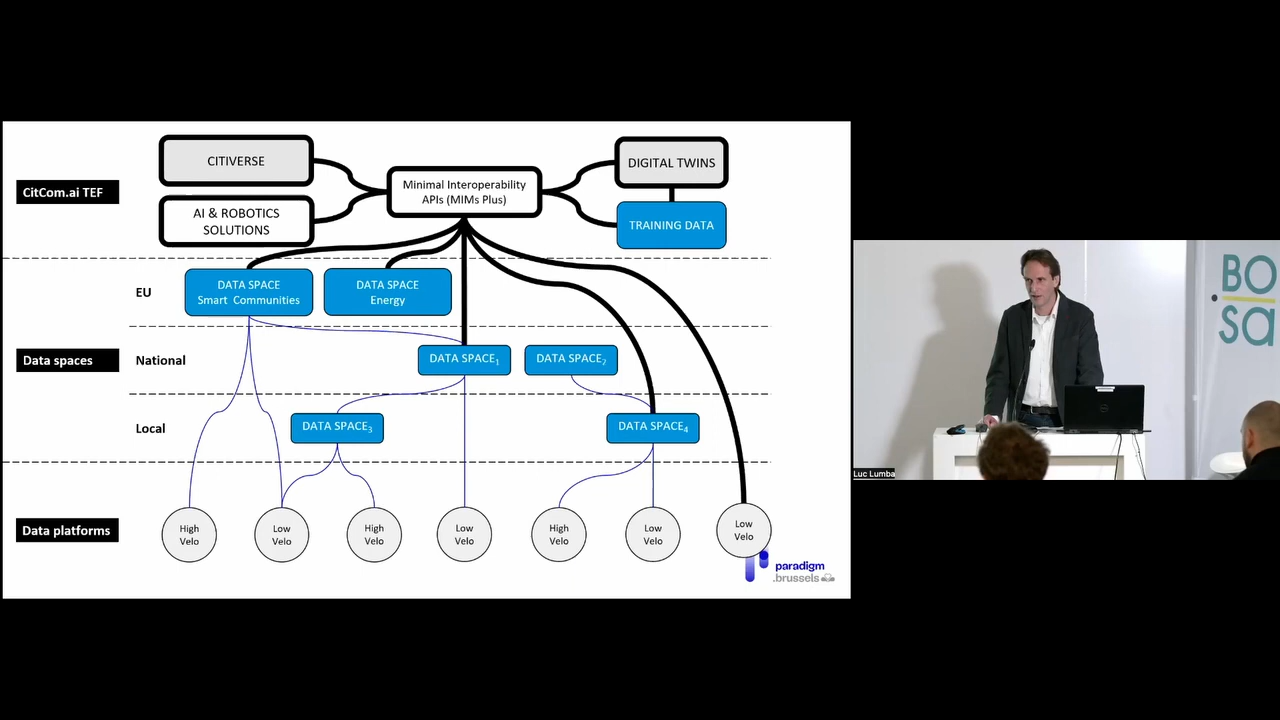 CITIVERSE
DIGITAL TWINS
CitCom.ai TEF
Minimal Interoperability
APIs (MIMs Plus)
AI & ROBOTICS
SOLUTIONS
TRAINING DATA
EU
DATA SPACE
Smart Communities
DATA SPACE
Energy
Data spaces
National
DATA SPACE1
DATA SPACE2
Local
DATA SPACE3
DATA SPACE4
Data platforms
High
Velo
Low
Velo
High
Velo
Low
Velo
High
Velo
Low
Velo
Low
Velo
paradigm
.brussels
BO
sa
Luc Lumba